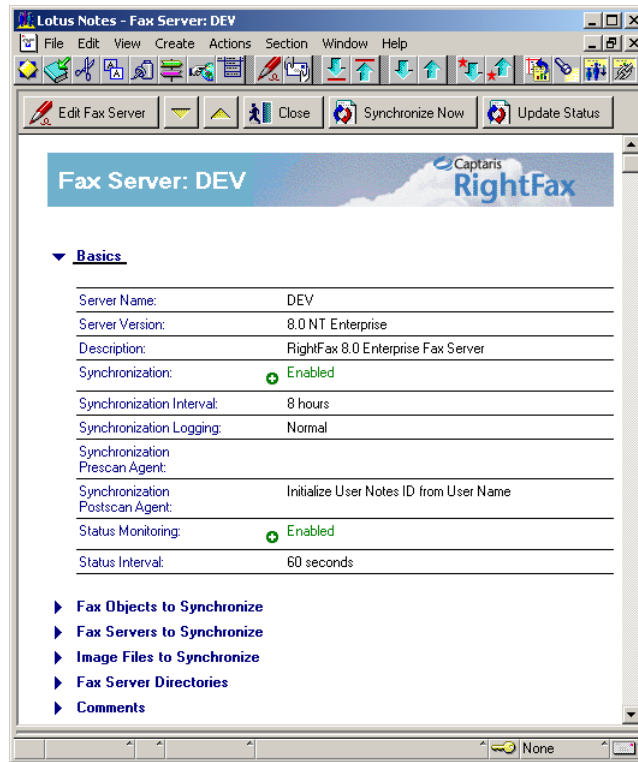 Lotus Notes - Fax Server: DEV
File Edit View Create Actions Section Window Help
Edit Fax Server Close Synchronize Now Update Status
Fax Server: DEV
Captaris
RightFax
Basics
Server Name: DEV
Server Version: 8.0 NT Enterprise
Description: RightFax 8.0 Enterprise Fax Server
Synchronization: Enabled
Synchronization Interval: 8 hours
Synchronization Logging: Normal
Synchronization
Prescan Agent:
Synchronization Initialize User Notes ID from User Name
Postscan Agent:
Status Monitoring: Enabled
Status Interval: 60 seconds
Fax Objects to Synchronize
Fax Servers to Synchronize
Image Files to Synchronize
Fax Server Directories
Comments
None